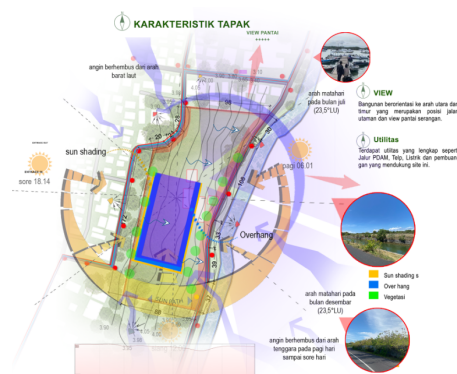 KARAKTERISTIK TAPAK
VIEW PANTAI
angin berhembus dari arah
barat laut
arah matahari
pada bulan juli
(23,5°LU)
VIEW
Bangunan berorientasi ke arah utara dan
timur yang merupakan posisi jalan
utaman dan view pantai serangan.
Utilitas
Terdapat utilitas yang lengkap seperti
Jalur PDAM, Telp, Listrik dan pembuan
gan yang mendukung site ini.
sun shading
sore 18.14
pagi 06.01
Overhang
Sun shading s
Over hang
Vegetasi
arah matahari pada
bulan desembar
(23,5°LU)
angin berhembus dari arah
tenggara pada pagi hari
sampai sore hari